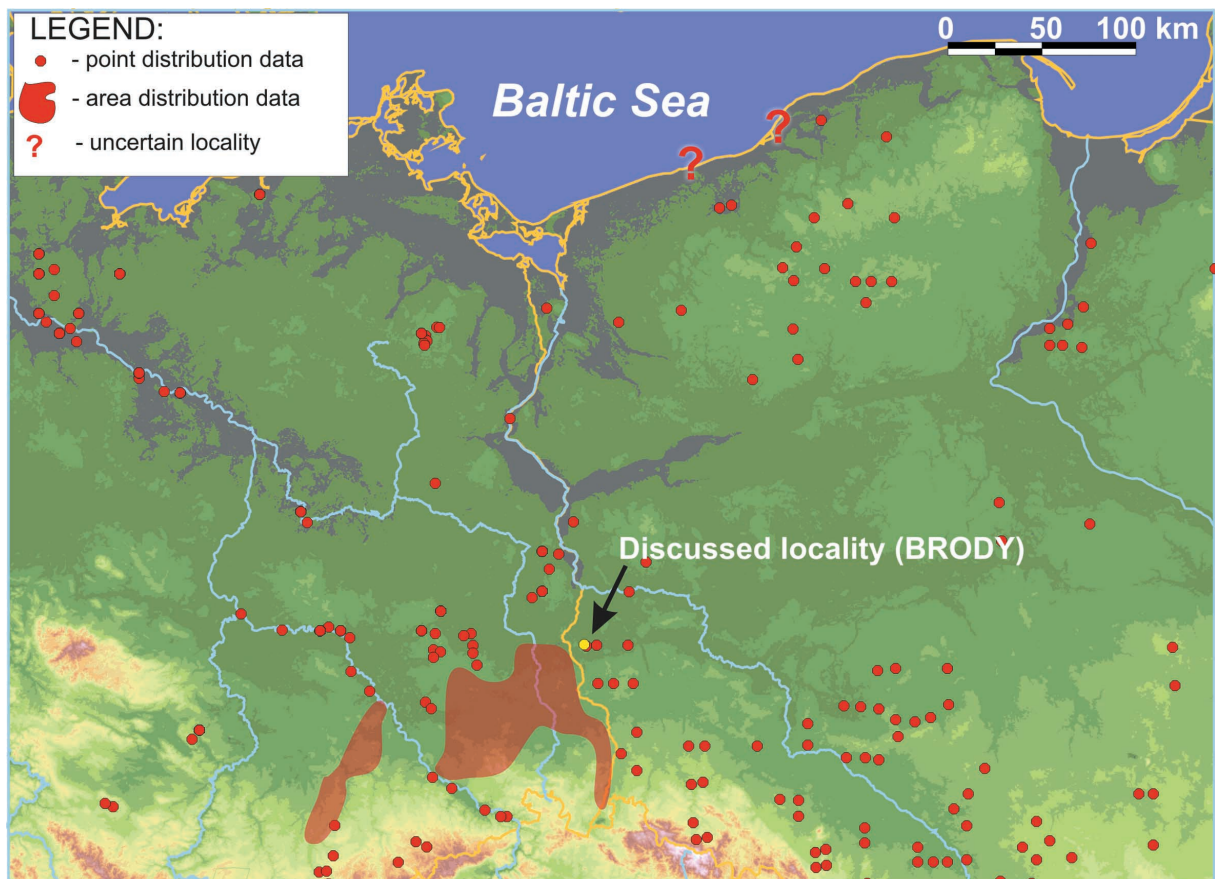 LEGEND:
- point distribution data
- area distribution data
? - uncertain locality
0 50 100 km
Baltic Sea
? ?
Discussed locality (BRODY)